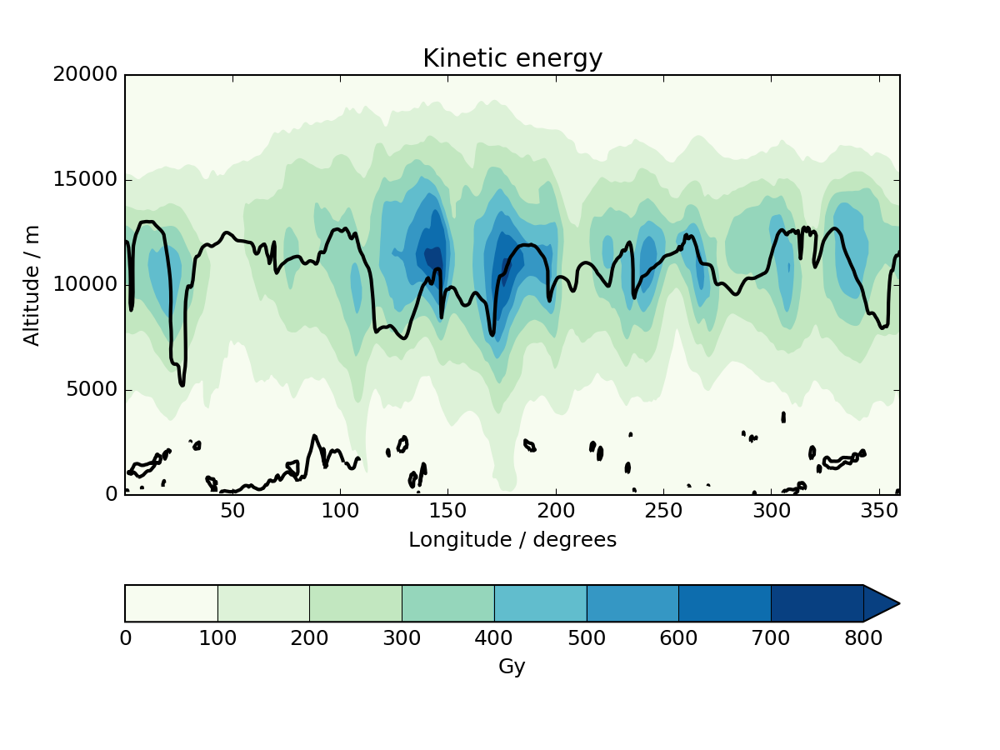 Kinetic energy
20000
15000
10000
5000
0
Altitude / m
50 100 150 200 250 300 350
Longitude / degrees
0 100 200 300 400 500 600 700 800
Gy